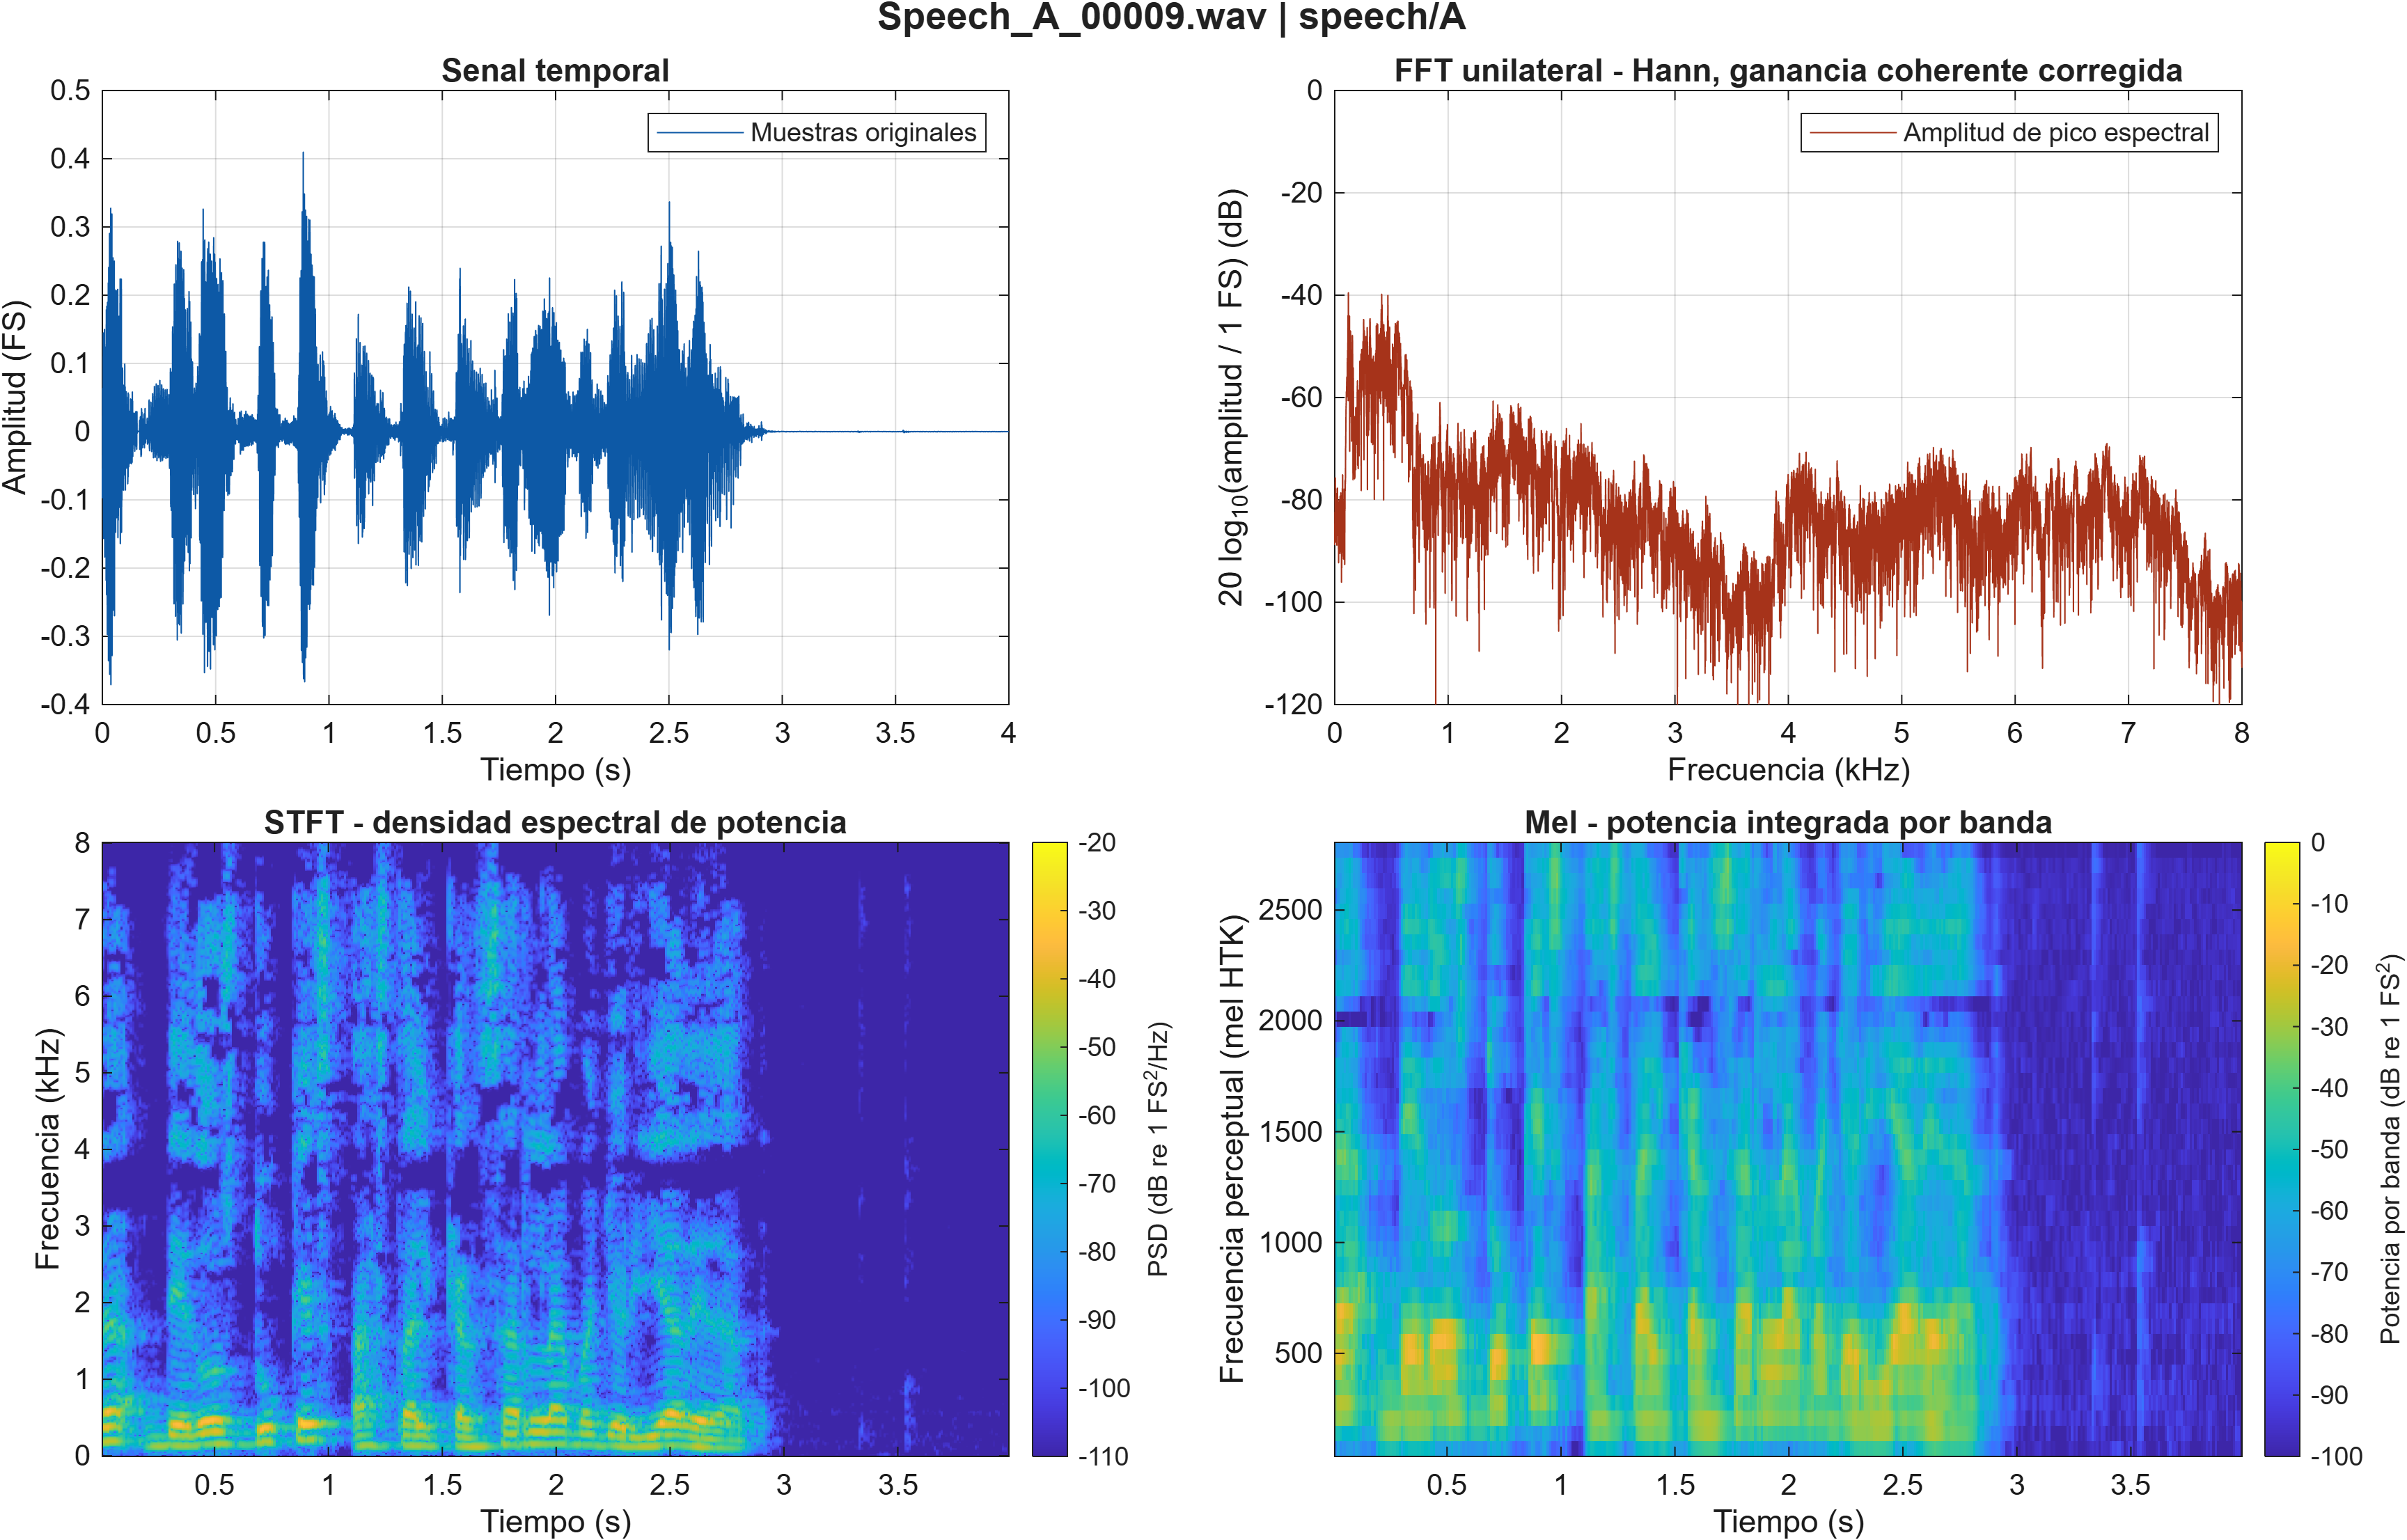 Speech_A_00009.wav | speech/A
Senal temporal
0.5
0.4
0.3
0.2
0.1
0
-0.1
-0.2
-0.3
-0.4
Amplitud (FS)
Muestras originales
0 0.5 1 1.5 2 2.5 3 3.5 4
Tiempo (s)
FFT unilateral - Hann, ganancia coherente corregida
0
-20
-40
-60
-80
-100
-120
20 log10(amplitud / 1 FS) (dB)
Amplitud de pico espectral
0 1 2 3 4 5 6 7 8
Frecuencia (kHz)
STFT - densidad espectral de potencia
8
7
6
5
4
3
2
1
0
Frecuencia (kHz)
0.5 1 1.5 2 2.5 3 3.5
Tiempo (s)
-20
-30
-40
-50
-60
-70
-80
-90
-100
-110
PSD (dB re 1 FS²/Hz)
Mel - potencia integrada por banda
2500
2000
1500
1000
500
Frecuencia perceptual (mel HTK)
0.5 1 1.5 2 2.5 3 3.5
Tiempo (s)
0
-10
-20
-30
-40
-50
-60
-70
-80
-90
-100
Potencia por banda (dB re 1 FS²)